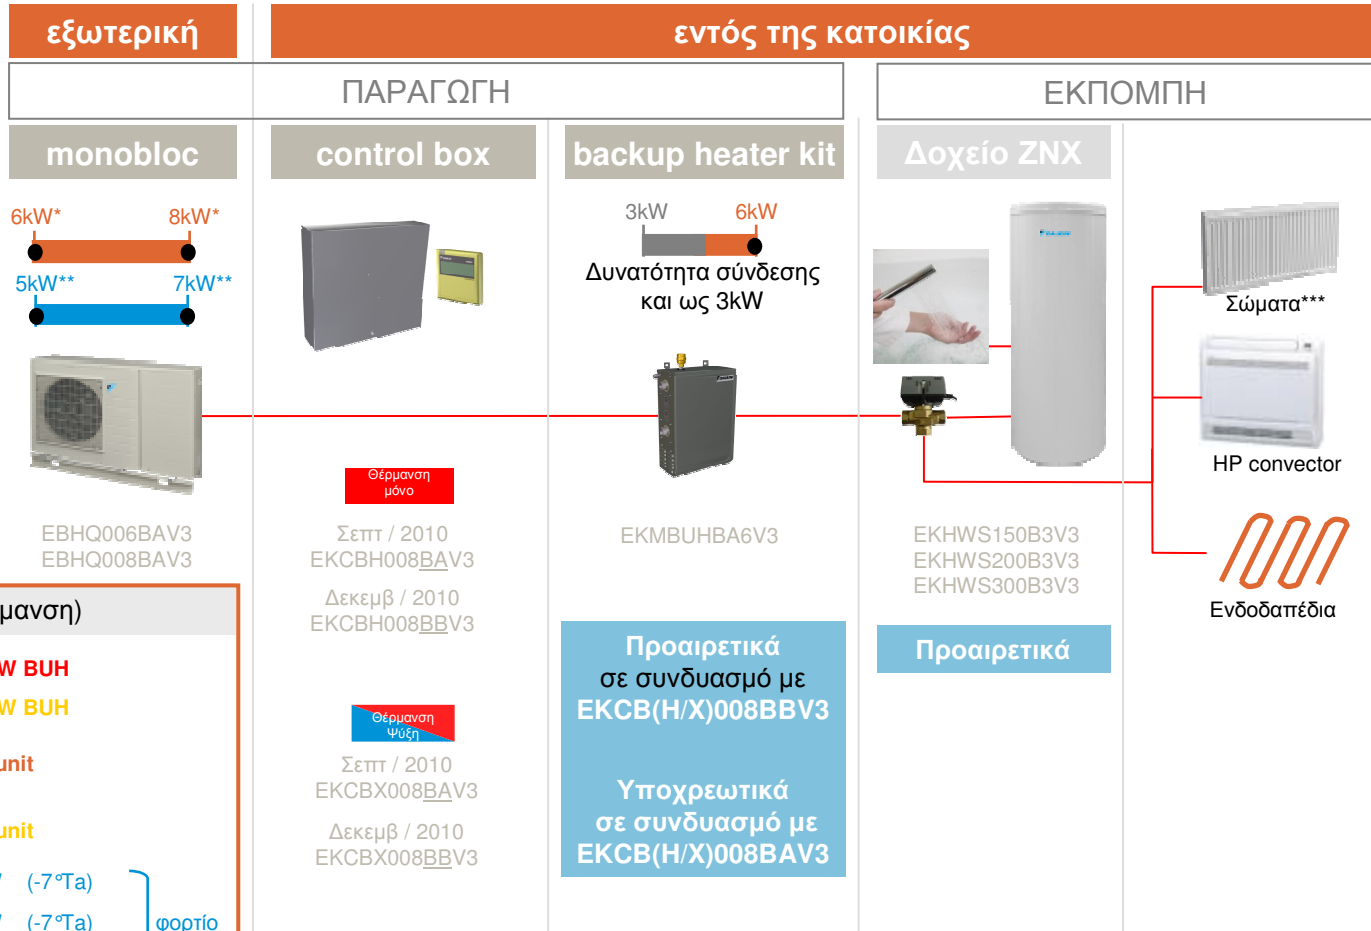 εξωτερική
εντός της κατοικίας
ΠΑΡΑΓΩΓΗ
ΕΚΠΟΜΠΗ
monobloc
control box
backup heater kit
Δοχείο ΖΝΧ
6kW*
8kW*
5kW**
7kW**
3kW
6kW
Δυνατότητα σύνδεσης
και ως 3kW
Σώματα***
HP convector
Ενδοδαπέδια
EBHQ006BAV3
EBHQ008BAV3
Θέρμανση
μόνο
Σεπτ / 2010
EKCBH008BAV3
Δεκεμβ / 2010
EKCBH008BBV3
Θέρμανση
Ψύξη
Σεπτ / 2010
EKCBX008BAV3
Δεκεμβ / 2010
EKCBX008BBV3
EKMBUHBA6V3
Προαιρετικά
σε συνδυασμό με
EKCB(H/X)008BBV3
Υποχρεωτικά
σε συνδυασμό με
EKCB(H/X)008BAV3
EKHWS150B3V3
EKHWS200B3V3
EKHWS300B3V3
Προαιρετικά
μανση)
W BUH
W BUH
unit
unit
(-7°Ta)
(-7°Ta)
φορτίο